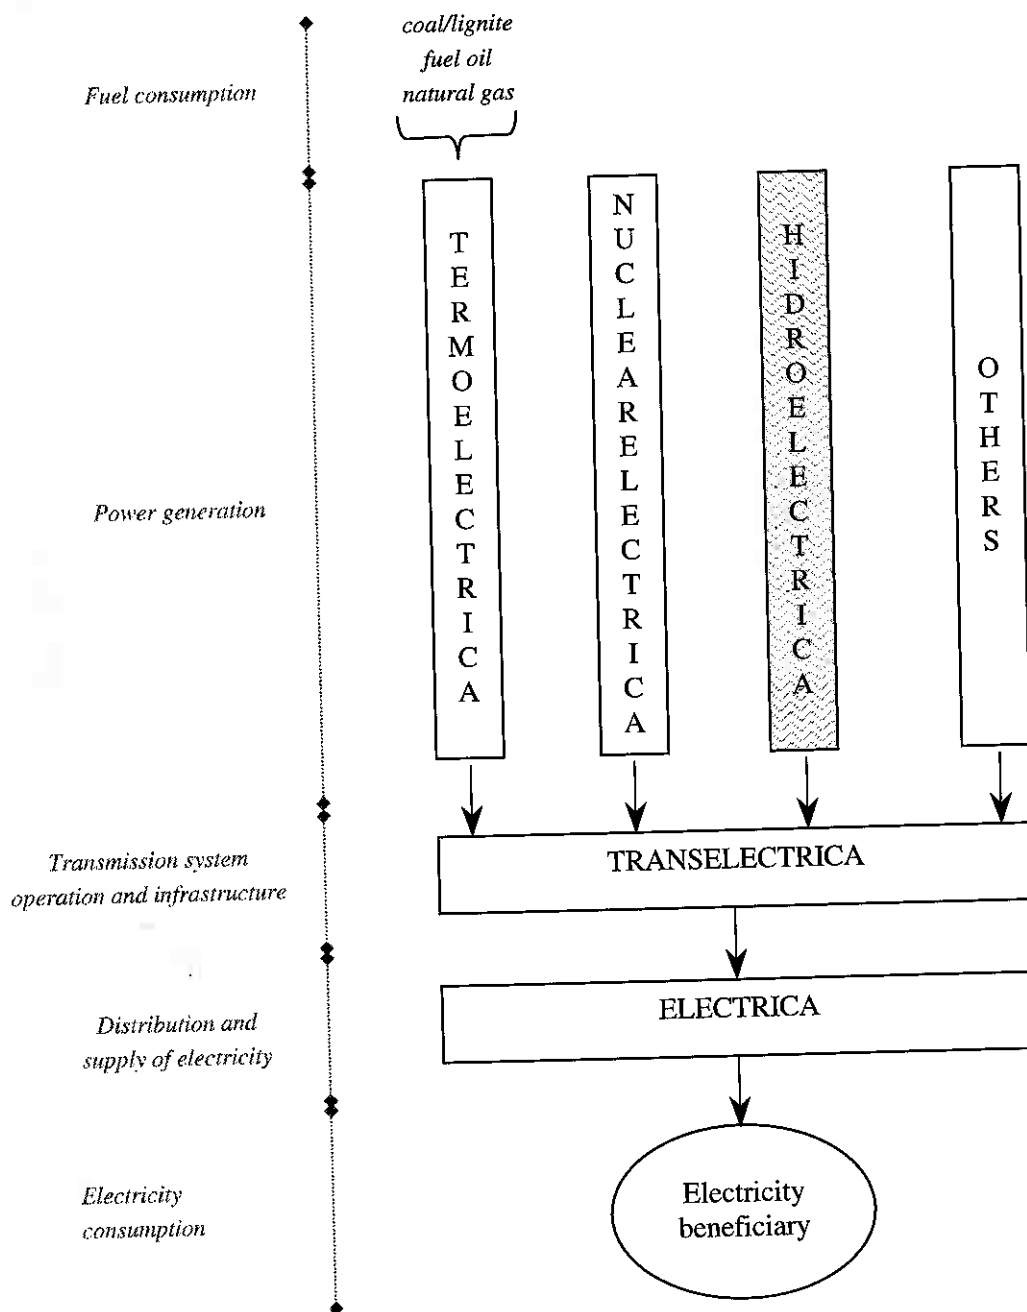 coal/lignite
fuel oil
natural gas
Fuel consumption
TERMOELECTRICA
NUCLEARELECTRICA
HIDROELECTRICA
OTHERS
Power generation
TRANSELECTRICA
Transmission system
operation and infrastructure
ELECTRICA
Distribution and
supply of electricity
Electricity
beneficiary
Electricity
consumption